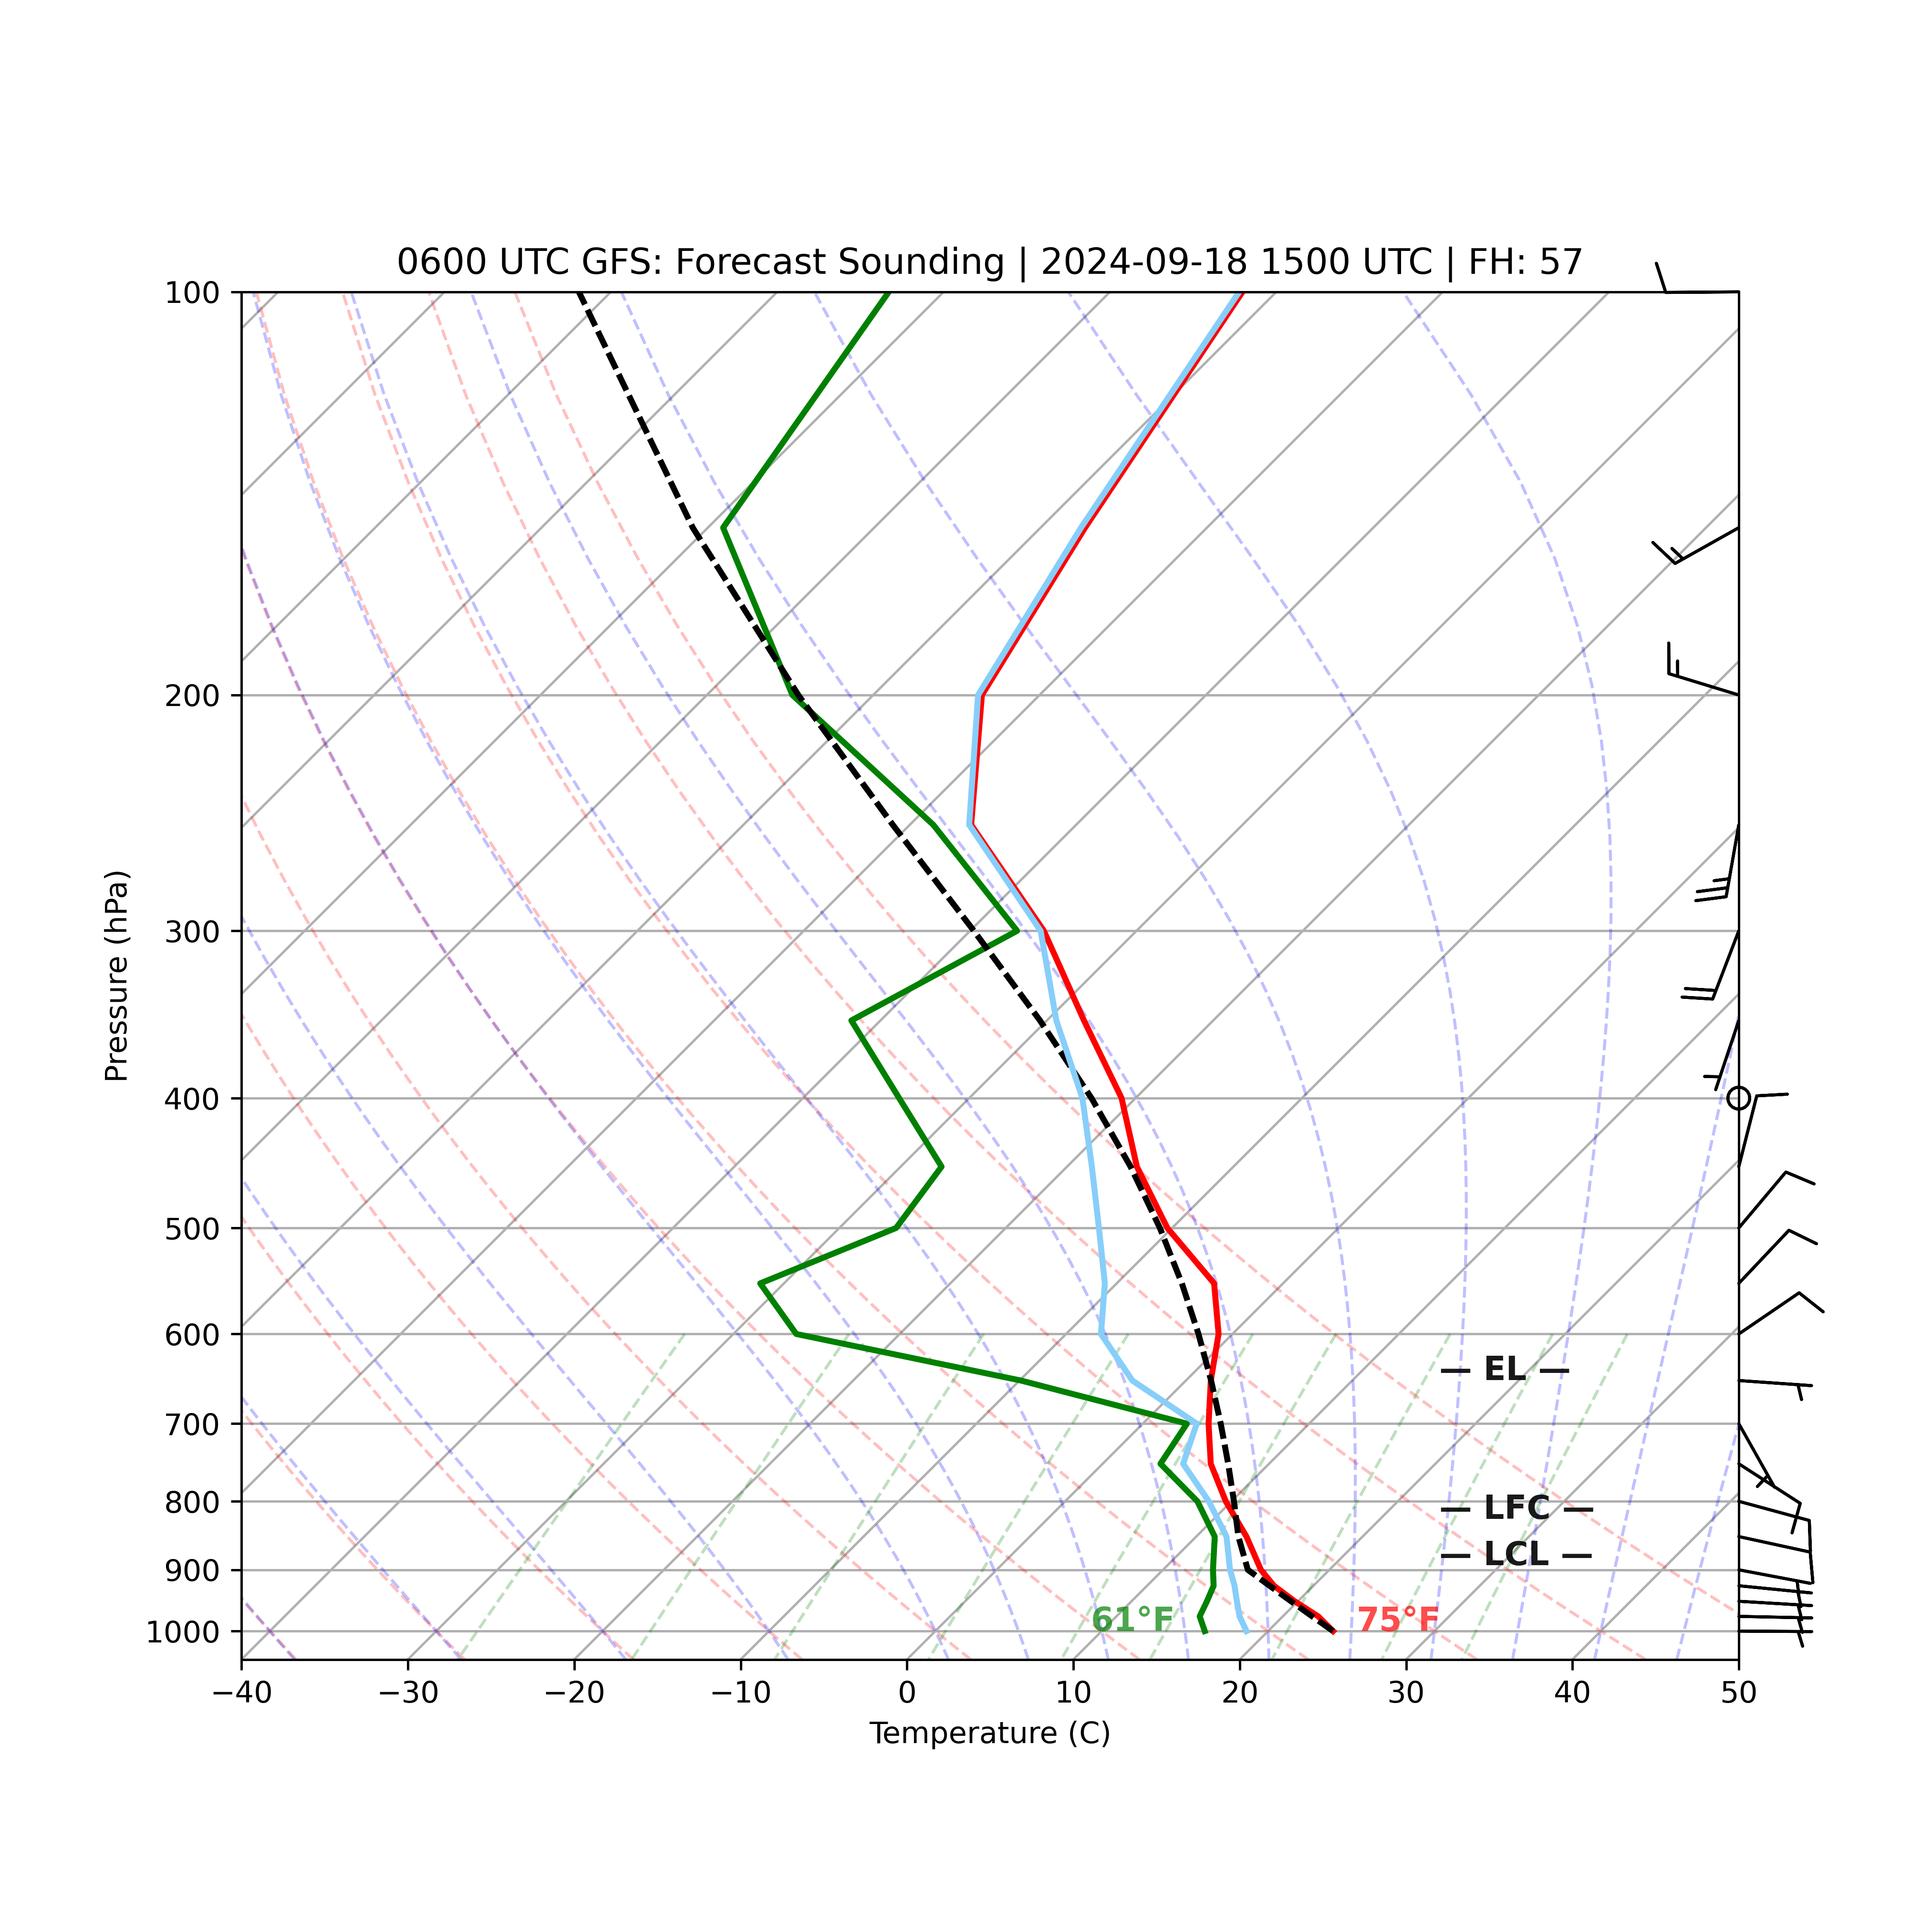 0600 UTC GFS: Forecast Sounding | 2024-09-18 1500 UTC | FH: 57
100
200
300
400
500
600
700
800
900
1000
Pressure (hPa)
— EL —
— LFC —
— LCL —
61°F
75°F
−40 −30 −20 −10 0 10 20 30 40 50
Temperature (C)